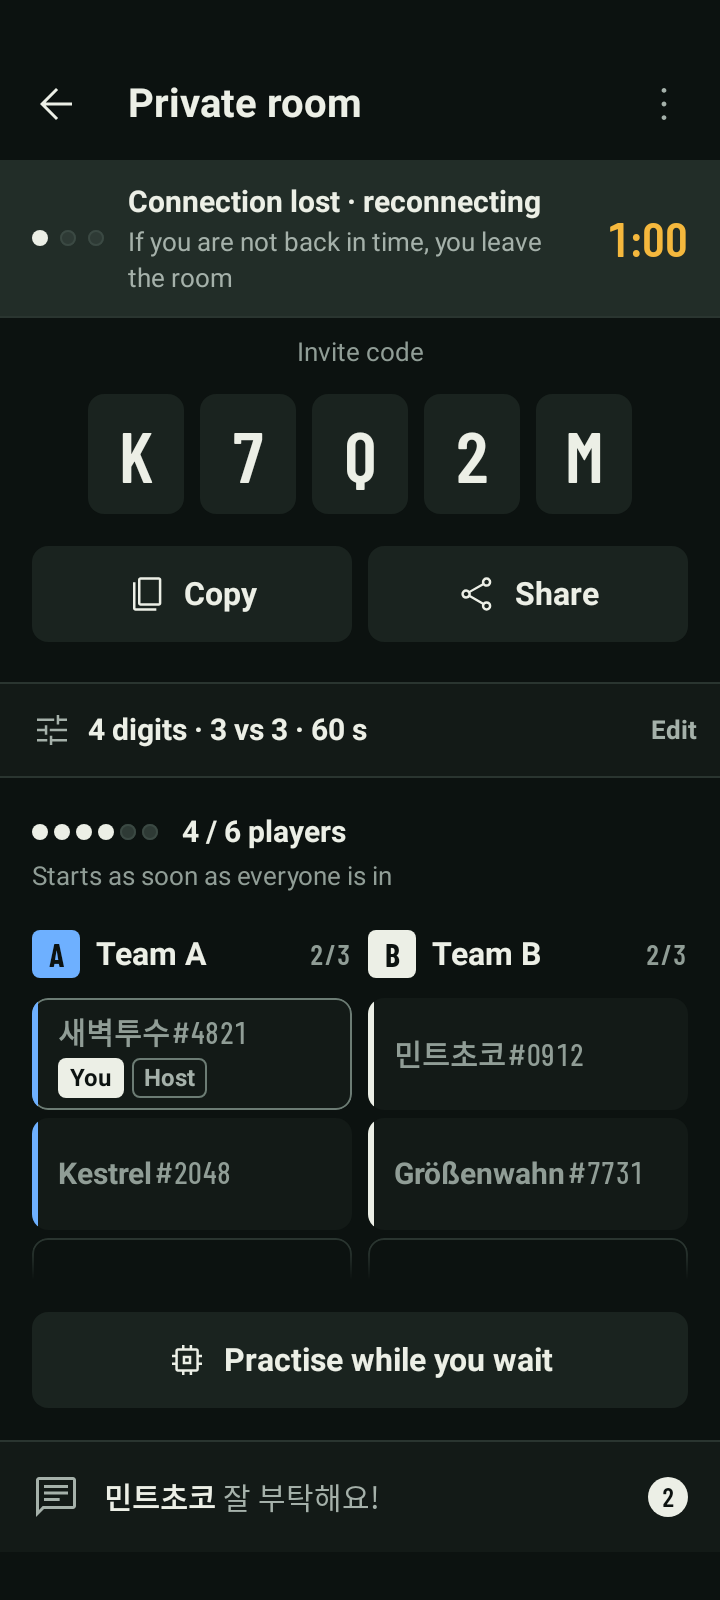 Private room
Connection lost · reconnecting
If you are not back in time, you leave
the room
1:00
Invite code
K 7 Q 2 M
Copy
Share
4 digits · 3 vs 3 · 60 s
Edit
4 / 6 players
Starts as soon as everyone is in
A Team A 2/3
B Team B 2/3
새벽투수#4821
You Host
민트초코#0912
Kestrel#2048
Größenwahn#7731
Practise while you wait
민트초코 잘 부탁해요!
2